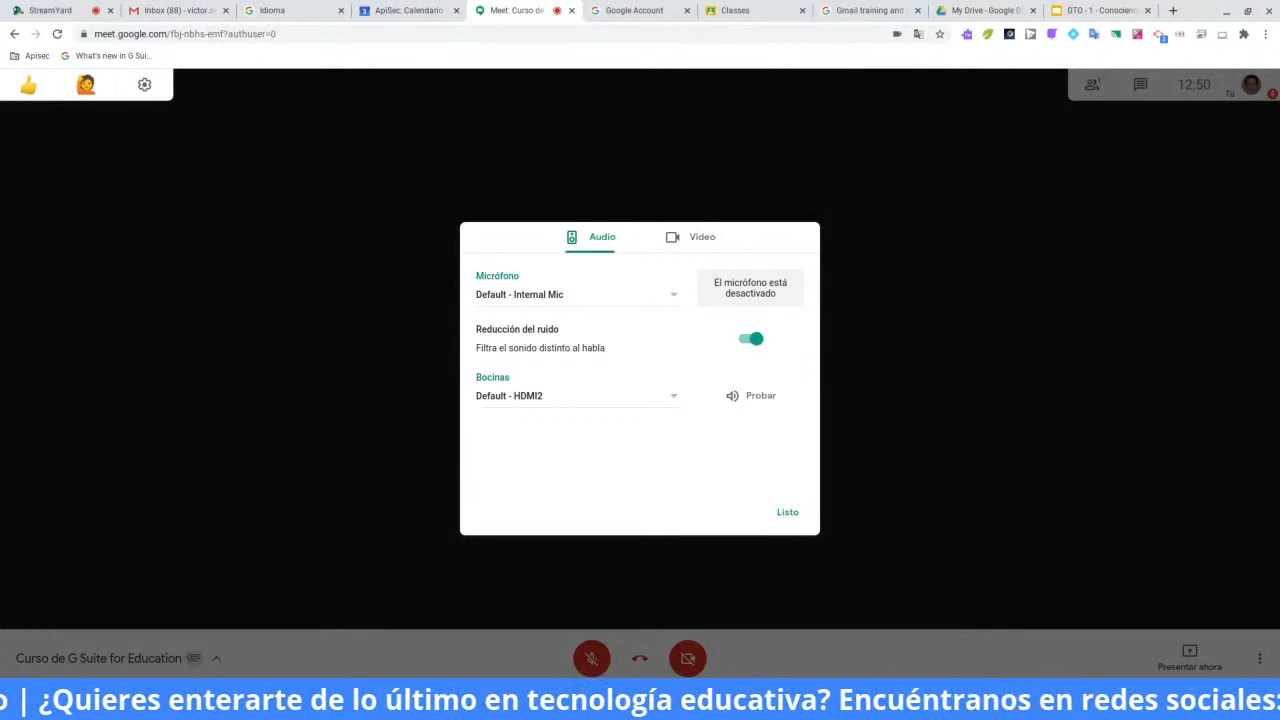 StreamYard
Inbox (88) - victor.se
Idioma
ApiSec: Calendario
Meet: Curso de
Google Account
Classes
Gmail training and
My Drive - Google D
GTO - 1 - Conocien
meet.google.com/fbj-nbhs-emf?authuser=0
Apisec
What's new in G Sui...
1
12:50
Tú
Audio
Video
Micrófono
Default - Internal Mic
El micrófono está
desactivado
Reducción del ruido
Filtra el sonido distinto al habla
Bocinas
Default - HDMI2
Probar
Listo
Curso de G Suite for Education
Presentar ahora
o | ¿Quieres enterarte de lo último en tecnología educativa? Encuéntranos en redes sociales: